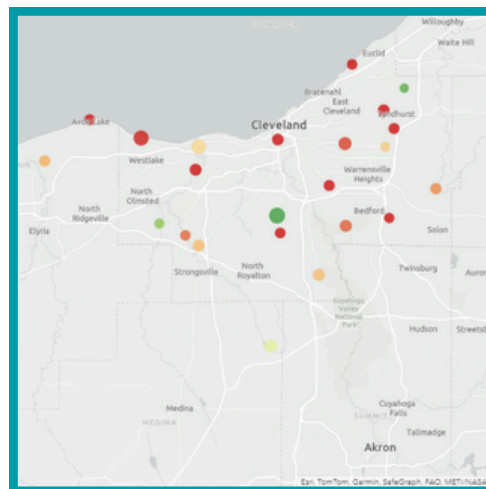 Willoughby
Waite Hill
Euclid
Bratenahl
East
Cleveland
Lyndhurst
Avon Lake
Cleveland
Westlake
Warrensville
Heights
North
Olmsted
North
Ridgeville
Bedford
Elyria
Solon
Strongsville
North
Royalton
Twinsburg
Auro
Cuyahoga
Valley
National
Park
Hudson
Streetsb
Medina
Cuyahoga
Falls
MEDINA
SUMMIT
Tallmadge
Akron
Esri, TomTom, Garmin, SafeGraph, FAO, METI/NASA